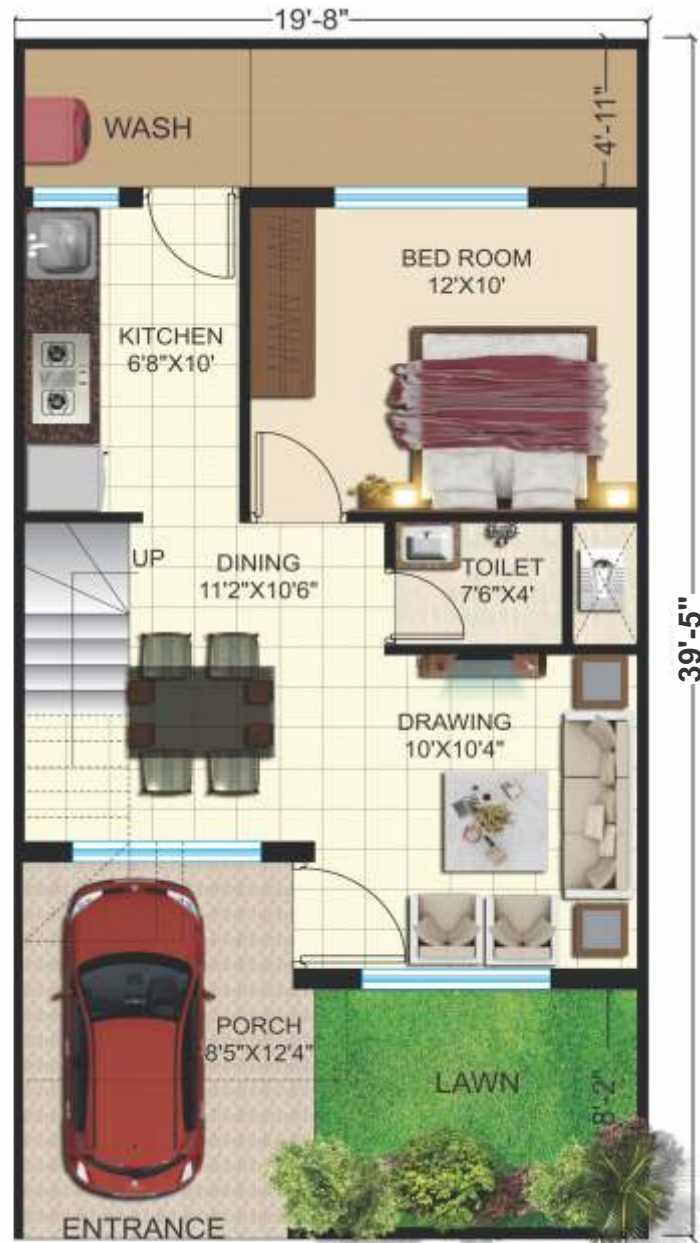 19'-8"
WASH
4'-11"
BED ROOM
12'X10'
KITCHEN
6'8"X10'
UP
DINING
11'2"X10'6"
TOILET
7'6"X4'
39'-5"
DRAWING
10'X10'4"
PORCH
8'5"X12'4"
LAWN
8'-2"
ENTRANCE